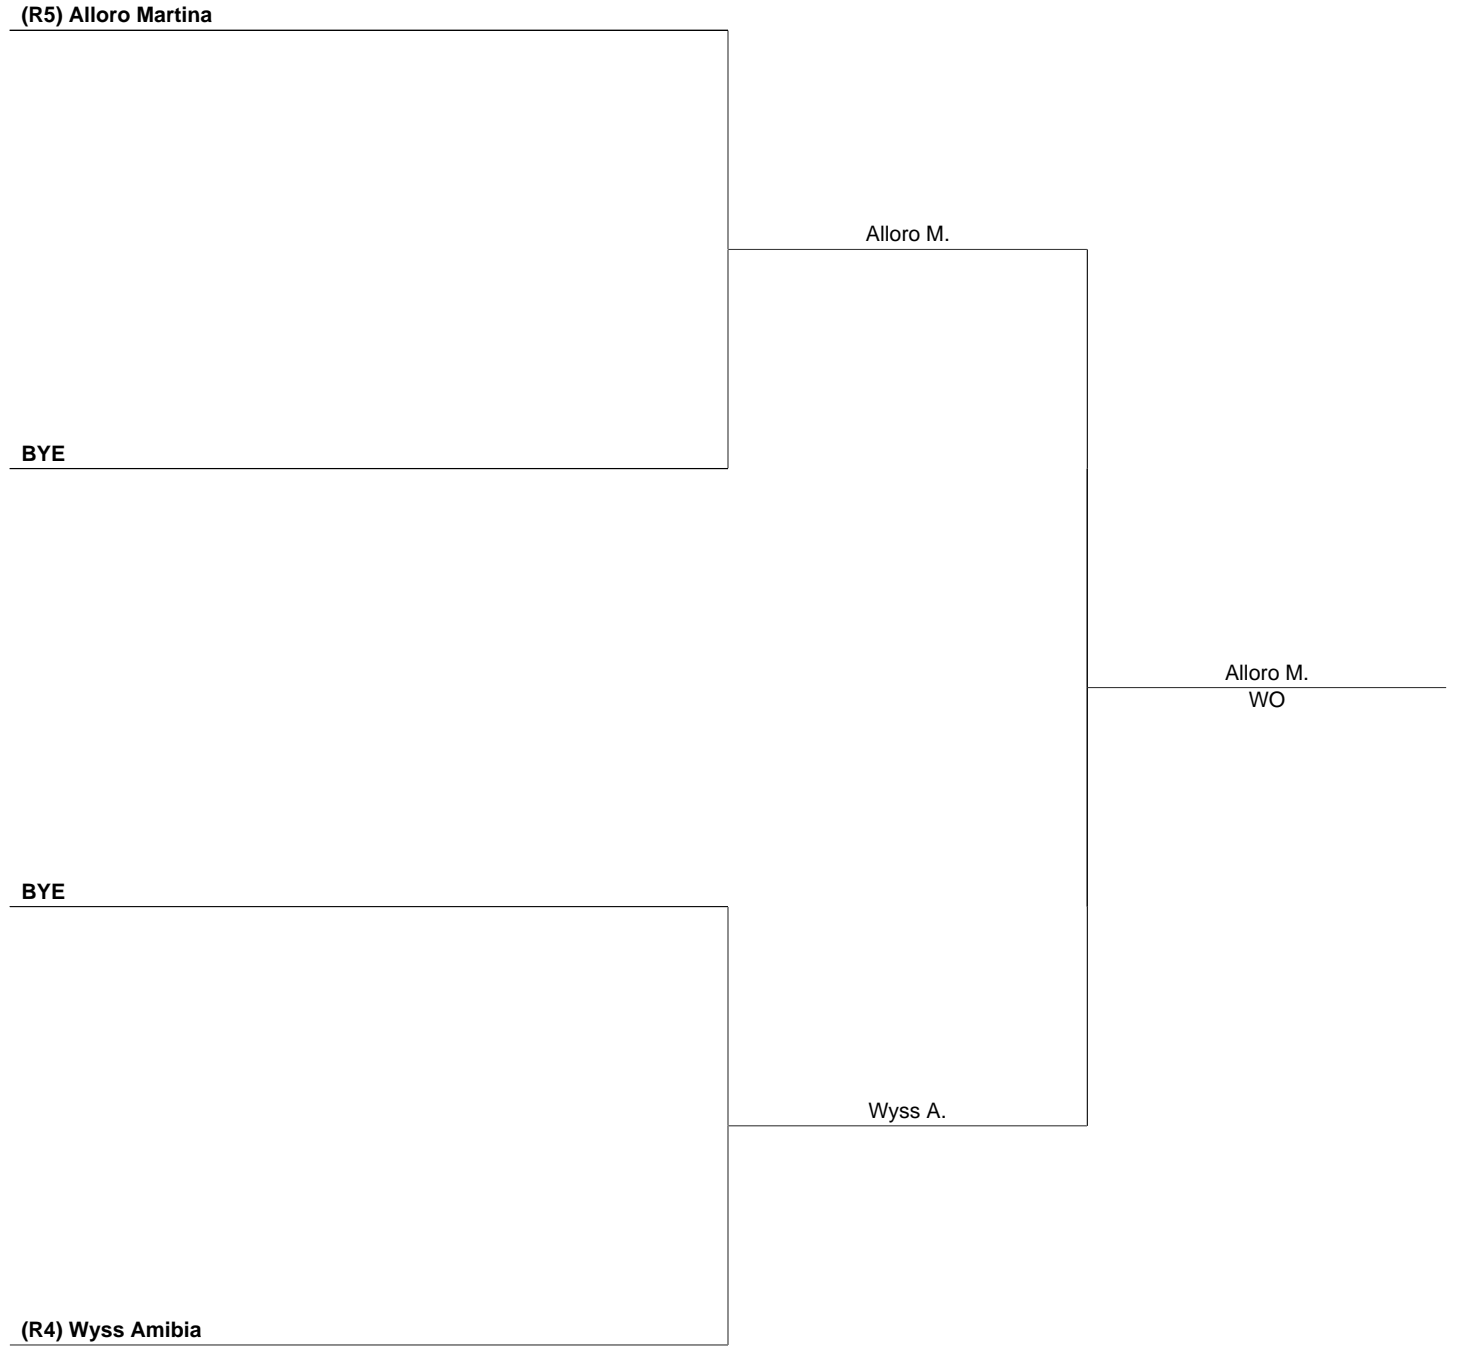 (R5) Alloro Martina
Alloro M.
BYE
Alloro M.
WO
BYE
Wyss A.
(R4) Wyss Amibia